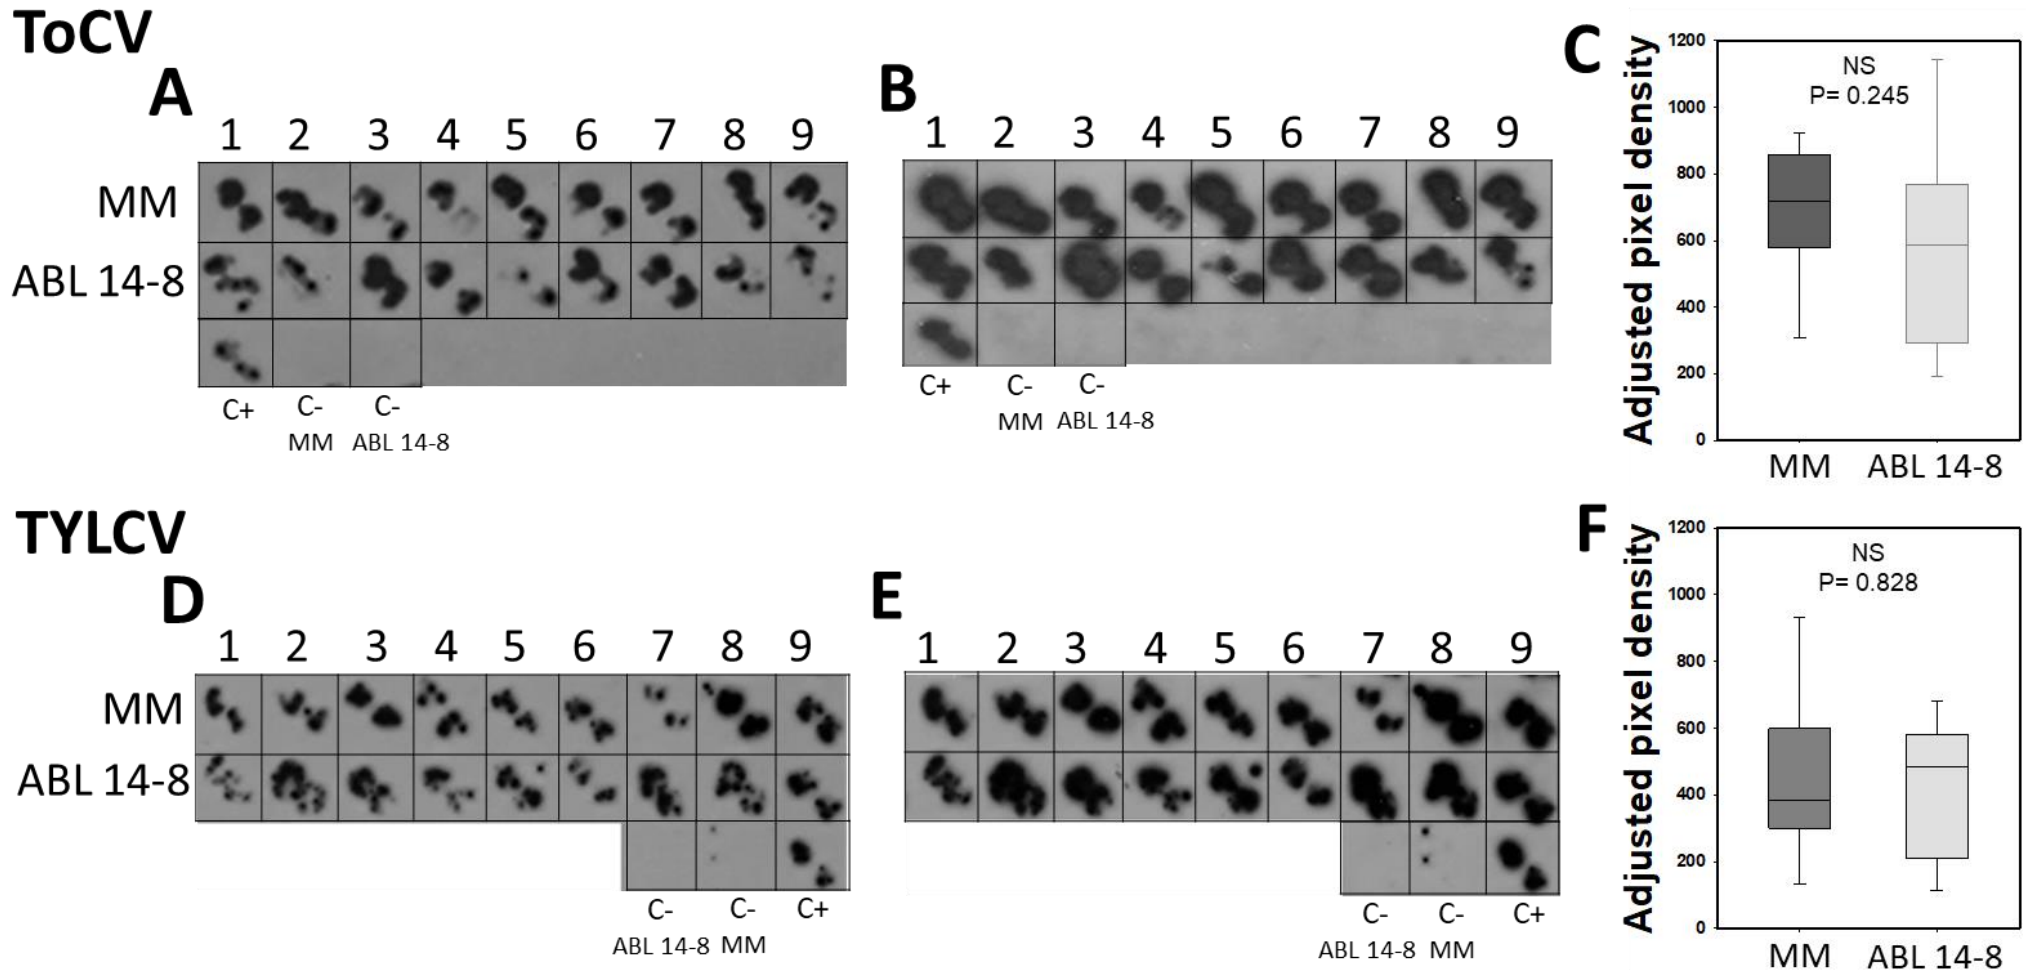 ToCV
A
1 2 3 4 5 6 7 8 9
MM
ABL 14-8
C+ C- C-
MM ABL 14-8
B
1 2 3 4 5 6 7 8 9
C+ C- C-
MM ABL 14-8
C
Adjusted pixel density
1200
1000
800
600
400
200
0
NS
P= 0.245
MM ABL 14-8
TYLCV
D
1 2 3 4 5 6 7 8 9
MM
ABL 14-8
C- C- C+
ABL 14-8 MM
E
1 2 3 4 5 6 7 8 9
C- C- C+
ABL 14-8 MM
F
Adjusted pixel density
1200
1000
800
600
400
200
0
NS
P= 0.828
MM ABL 14-8